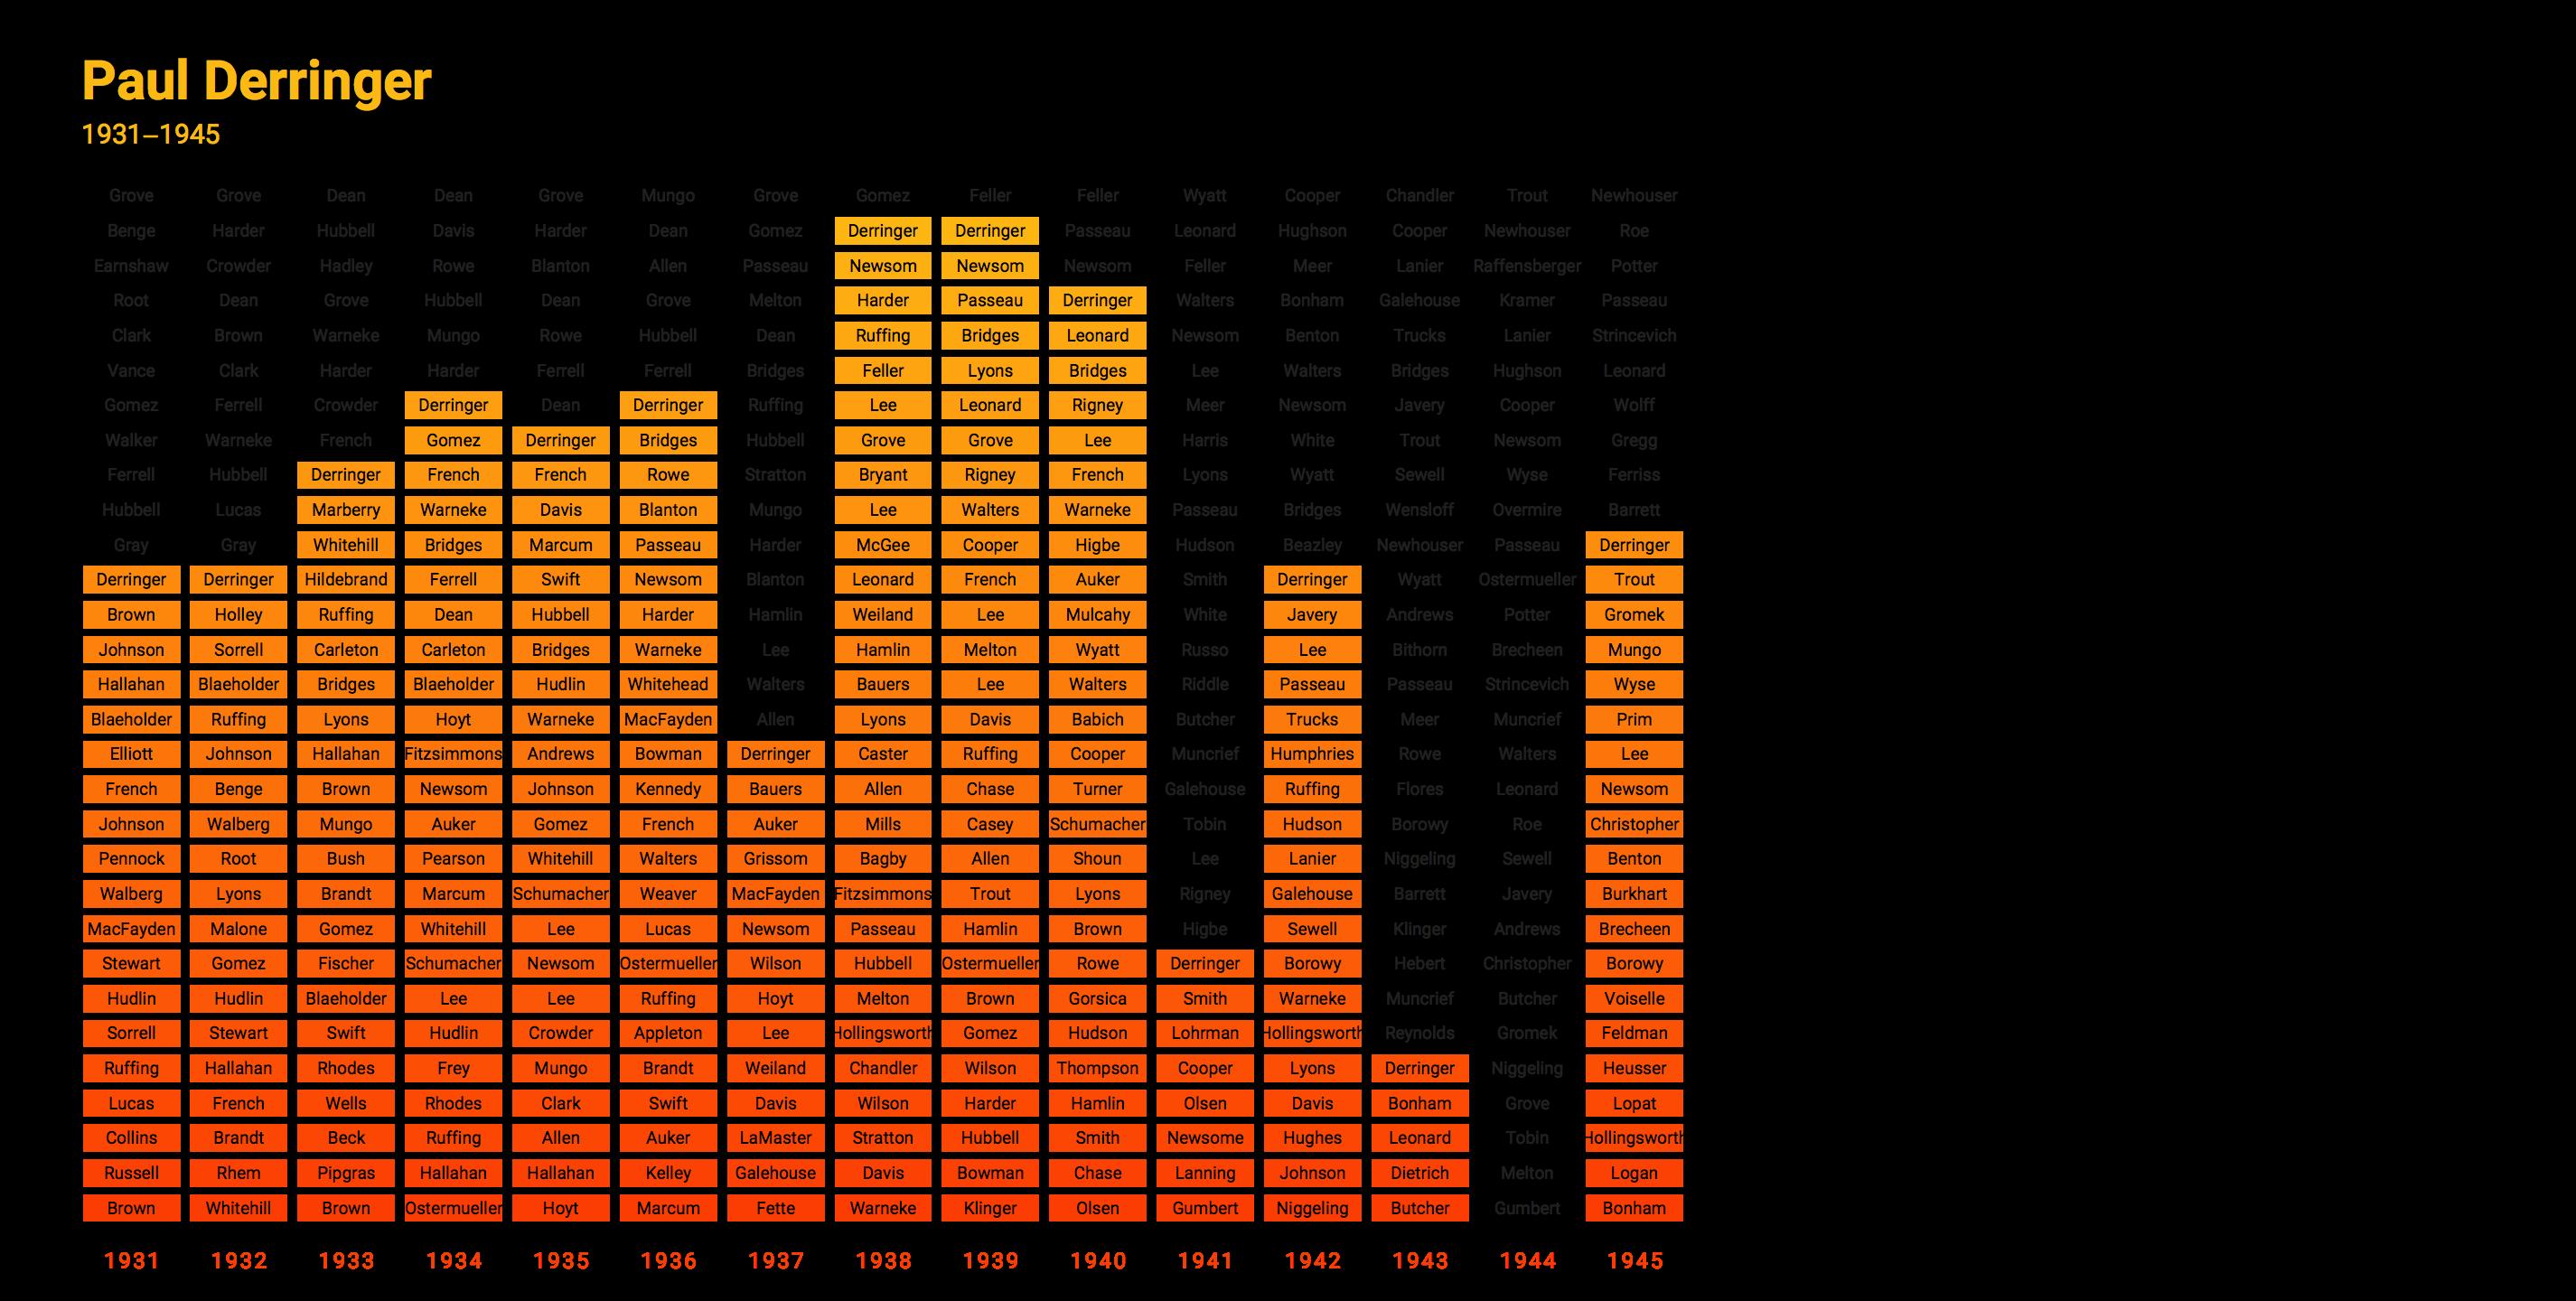 Paul Derringer
1931–1945
Grove Grove Dean Dean Grove Mungo Grove Gomez Feller Feller Wyatt Cooper Chandler Trout Newhouser
Benge Harder Hubbell Davis Harder Dean Gomez Derringer Derringer Passeau Leonard Hughson Cooper Newhouser Roe
Earnshaw Crowder Hadley Rowe Blanton Allen Passeau Newsom Newsom Newsom Feller Meer Lanier Raffensberger Potter
Root Dean Grove Hubbell Dean Grove Melton Harder Passeau Derringer Walters Bonham Galehouse Kramer Passeau
Clark Brown Warneke Mungo Rowe Hubbell Dean Ruffing Bridges Leonard Newsom Benton Trucks Lanier Strincevich
Vance Clark Harder Harder Ferrell Ferrell Bridges Feller Lyons Bridges Lee Walters Bridges Hughson Leonard
Gomez Ferrell Crowder Derringer Dean Derringer Ruffing Lee Leonard Rigney Meer Newsom Javery Cooper Wolff
Walker Warneke French Gomez Derringer Bridges Hubbell Grove Grove Lee Harris White Trout Newsom Gregg
Ferrell Hubbell Derringer French French Rowe Stratton Bryant Rigney French Lyons Wyatt Sewell Wyse Ferriss
Hubbell Lucas Marberry Warneke Davis Blanton Mungo Lee Walters Warneke Passeau Bridges Wensloff Overmire Barrett
Gray Gray Whitehill Bridges Marcum Passeau Harder McGee Cooper Higbe Hudson Beazley Newhouser Passeau Derringer
Derringer Derringer Hildebrand Ferrell Swift Newsom Blanton Leonard French Auker Smith Derringer Wyatt Ostermueller Trout
Brown Holley Ruffing Dean Hubbell Harder Hamlin Weiland Lee Mulcahy White Javery Andrews Potter Gromek
Johnson Sorrell Carleton Carleton Bridges Warneke Lee Hamlin Melton Wyatt Russo Lee Bithorn Brecheen Mungo
Hallahan Blaeholder Bridges Blaeholder Hudlin Whitehead Walters Bauers Lee Walters Riddle Passeau Passeau Strincevich Wyse
Blaeholder Ruffing Lyons Hoyt Warneke MacFayden Allen Lyons Davis Babich Butcher Trucks Meer Muncrief Prim
Elliott Johnson Hallahan Fitzsimmons Andrews Bowman Derringer Caster Ruffing Cooper Muncrief Humphries Rowe Walters Lee
French Benge Brown Newsom Johnson Kennedy Bauers Allen Chase Turner Galehouse Ruffing Flores Leonard Newsom
Johnson Walberg Mungo Auker Gomez French Auker Mills Casey Schumacher Tobin Hudson Borowy Roe Christopher
Pennock Root Bush Pearson Whitehill Walters Grissom Bagby Allen Shoun Lee Lanier Niggeling Sewell Benton
Walberg Lyons Brandt Marcum Schumacher Weaver MacFayden Fitzsimmons Trout Lyons Rigney Galehouse Barrett Javery Burkhart
MacFayden Malone Gomez Whitehill Lee Lucas Newsom Passeau Hamlin Brown Higbe Sewell Klinger Andrews Brecheen
Stewart Gomez Fischer Schumacher Newsom Ostermueller Wilson Hubbell Ostermueller Rowe Derringer Borowy Hebert Christopher Borowy
Hudlin Hudlin Blaeholder Lee Lee Ruffing Hoyt Melton Brown Gorsica Smith Warneke Muncrief Butcher Voiselle
Sorrell Stewart Swift Hudlin Crowder Appleton Lee Hollingsworth Gomez Hudson Lohrman Hollingsworth Reynolds Gromek Feldman
Ruffing Hallahan Rhodes Frey Mungo Brandt Weiland Chandler Wilson Thompson Cooper Lyons Derringer Niggeling Heusser
Lucas French Wells Rhodes Clark Swift Davis Wilson Harder Hamlin Olsen Davis Bonham Grove Lopat
Collins Brandt Beck Ruffing Allen Auker LaMaster Stratton Hubbell Smith Newsome Hughes Leonard Tobin Hollingsworth
Russell Rhem Pipgras Hallahan Hallahan Kelley Galehouse Davis Bowman Chase Lanning Johnson Dietrich Melton Logan
Brown Whitehill Brown Ostermueller Hoyt Marcum Fette Warneke Klinger Olsen Gumbert Niggeling Butcher Gumbert Bonham
1931 1932 1933 1934 1935 1936 1937 1938 1939 1940 1941 1942 1943 1944 1945